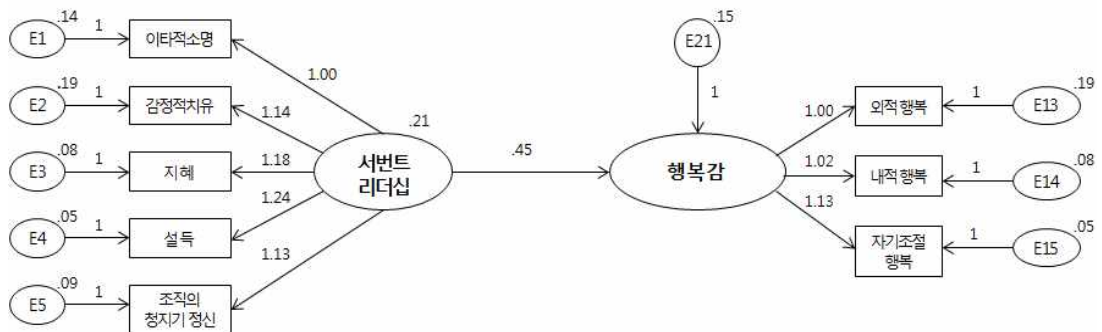 .14
E1
1
이타적소명
.19
E2
1
감정적치유
.08
E3
1
지혜
.05
E4
1
설득
.09
E5
1
조직의
청지기 정신
1.00
1.14
1.18
1.24
1.13
.21
서번트
리더십
.45
.15
E21
1
행복감
1.00
1.02
1.13
외적 행복
1
E13
.19
내적 행복
1
E14
.08
자기조절
행복
1
E15
.05